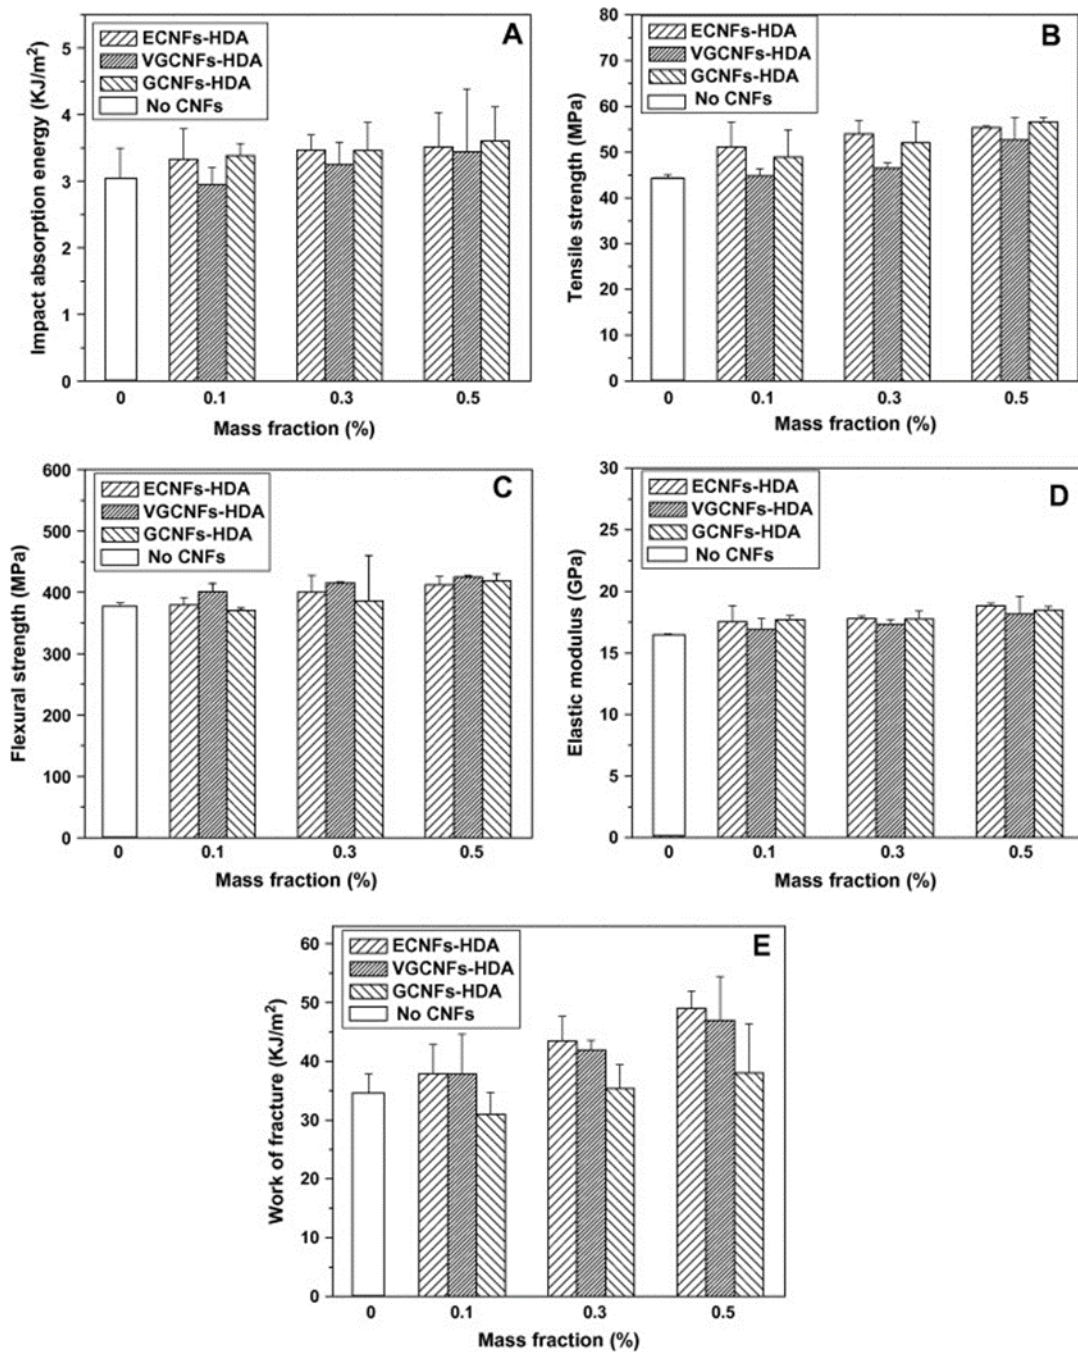 A
ECNFs-HDA
VGCNFs-HDA
GCNFs-HDA
No CNFs
5
4
3
2
1
0
Impact absorption energy (KJ/m²)
0 0.1 0.3 0.5
Mass fraction (%)
B
ECNFs-HDA
VGCNFs-HDA
GCNFs-HDA
No CNFs
80
70
60
50
40
30
20
10
0
Tensile strength (MPa)
0 0.1 0.3 0.5
Mass fraction (%)
C
ECNFs-HDA
VGCNFs-HDA
GCNFs-HDA
No CNFs
600
500
400
300
200
100
0
Flexural strength (MPa)
0 0.1 0.3 0.5
Mass fraction (%)
D
ECNFs-HDA
VGCNFs-HDA
GCNFs-HDA
No CNFs
30
25
20
15
10
5
0
Elastic modulus (GPa)
0 0.1 0.3 0.5
Mass fraction (%)
E
ECNFs-HDA
VGCNFs-HDA
GCNFs-HDA
No CNFs
60
50
40
30
20
10
0
Work of fracture (KJ/m²)
0 0.1 0.3 0.5
Mass fraction (%)